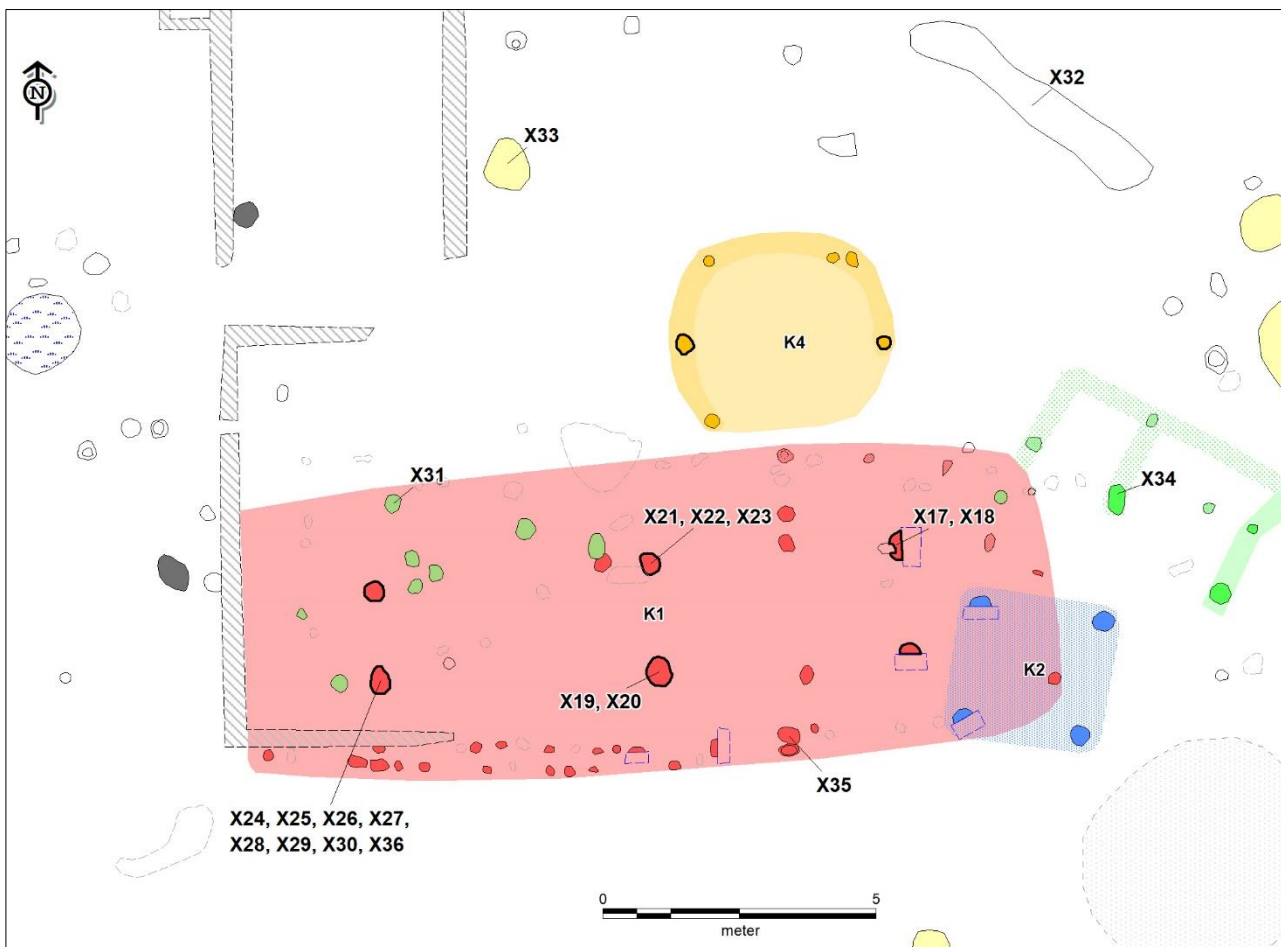 N
X32
X33
K4
X31
X34
X21, X22, X23
X17, X18
K1
K2
X19, X20
X35
X24, X25, X26, X27,
X28, X29, X30, X36
0 5
meter